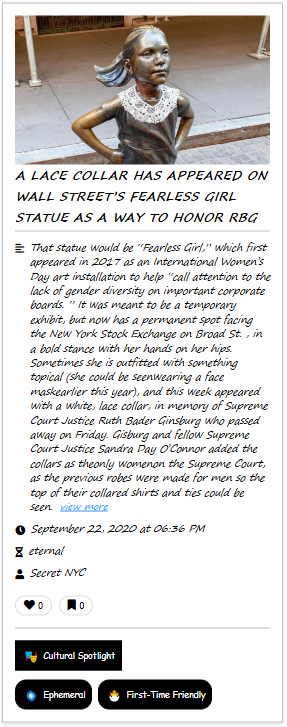 A LACE COLLAR HAS APPEARED ON
WALL STREET'S FEARLESS GIRL
STATUE AS A WAY TO HONOR RBG
That statue would be "Fearless Girl," which first
appeared in 2017 as an International Women's
Day art installation to help "call attention to the
lack of gender diversity on important corporate
boards. " It was meant to be a temporary
exhibit, but now has a permanent spot facing
the New York Stock Exchange on Broad St. , in
a bold stance with her hands on her hips.
Sometimes she is outfitted with something
topical (she could be seenwearing a face
maskearlier this year), and this week appeared
with a white, lace collar, in memory of Supreme
Court Justice Ruth Bader Ginsburg who passed
away on Friday. Gisburg and fellow Supreme
Court Justice Sandra Day O'Connor added the
collars as theonly womenon the Supreme Court,
as the previous robes were made for men so the
top of their collared shirts and ties could be
seen. view more
September 22, 2020 at 06:36 PM
eternal
Secret NYC
0 0
Cultural Spotlight
Ephemeral First-Time Friendly